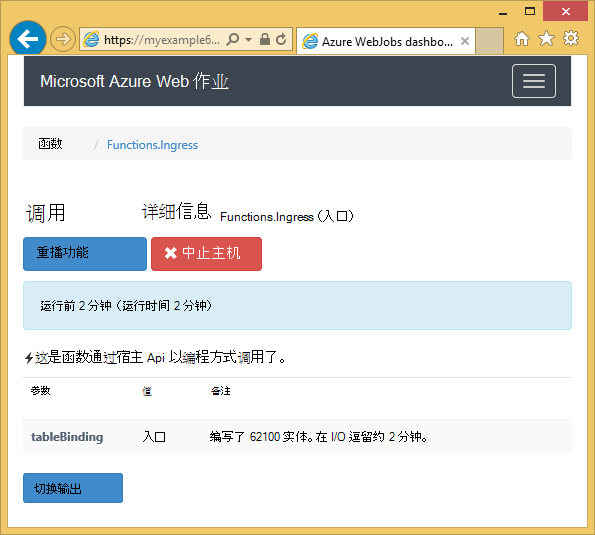 https://myexample6...
Azure WebJobs dashbo...
Microsoft Azure Web 作业
函数 / Functions.Ingress
调用 详细信息 Functions.Ingress (入口)
重播功能 中止主机
运行前 2 分钟（运行时间 2 分钟）
这是函数通过宿主 Api 以编程方式调用了。
参数 值 备注
tableBinding 入口 编写了 62100 实体。在 I/O 逗留约 2 分钟。
切换输出